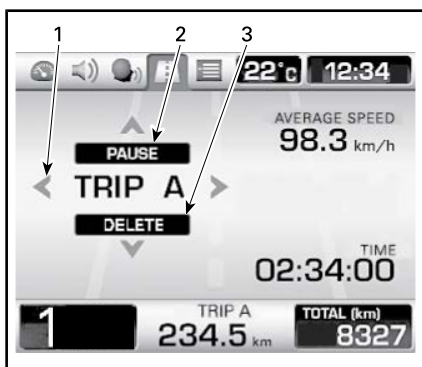 1 2 3
22°c 12:34
AVERAGE SPEED
98.3 km/h
PAUSE
TRIP A
DELETE
TIME
02:34:00
1
TRIP A
234.5 km
TOTAL (km)
8327